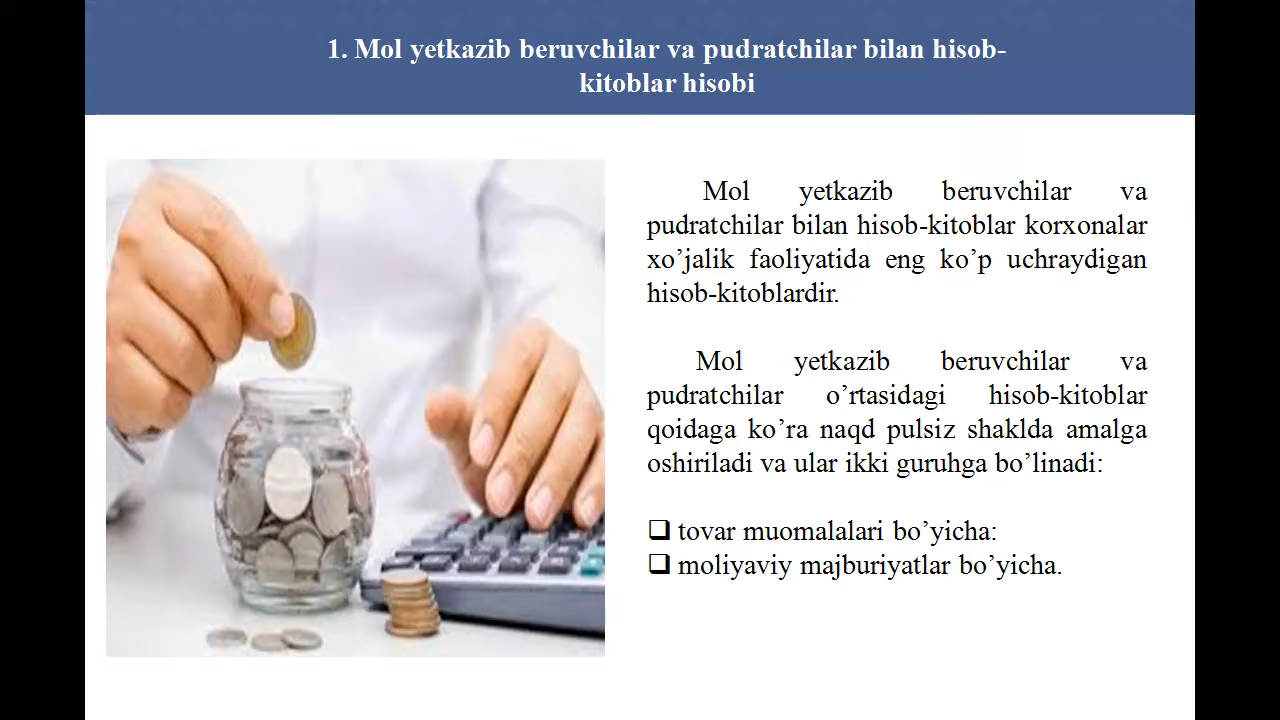 1. Mol yetkazib beruvchilar va pudratchilar bilan hisob-
kitoblar hisobi
Mol yetkazib beruvchilar va
pudratchilar bilan hisob-kitoblar korxonalar
xo’jalik faoliyatida eng ko’p uchraydigan
hisob-kitoblardir.
Mol yetkazib beruvchilar va
pudratchilar o’rtasidagi hisob-kitoblar
qoidaga ko’ra naqd pulsiz shaklda amalga
oshiriladi va ular ikki guruhga bo’linadi:
❑ tovar muomalalari bo’yicha:
❑ moliyaviy majburiyatlar bo’yicha.